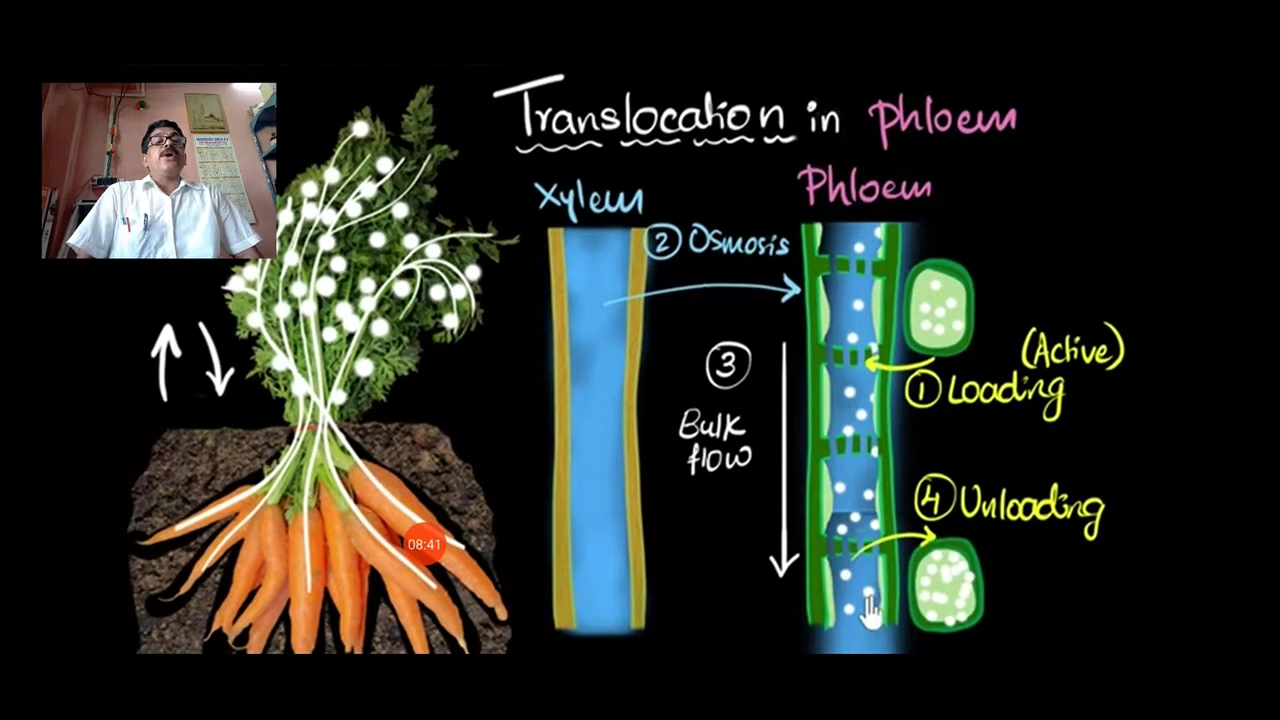 Translocation in Phloem
Xylem
Phloem
2 Osmosis
(Active)
1 Loading
3
Bulk
flow
4 Unloading
08:41